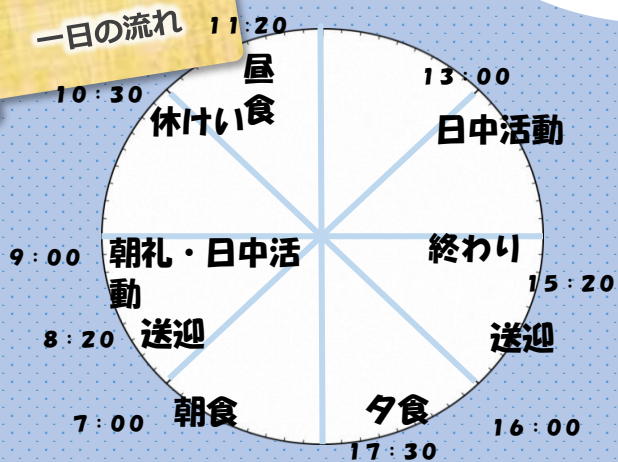 一日の流れ
11:20
昼
食
13:00
日中活動
10:30
休けい
9:00
朝礼・日中活
動
終わり
15:20
8:20
送迎
送迎
7:00
朝食
夕食
16:00
17:30